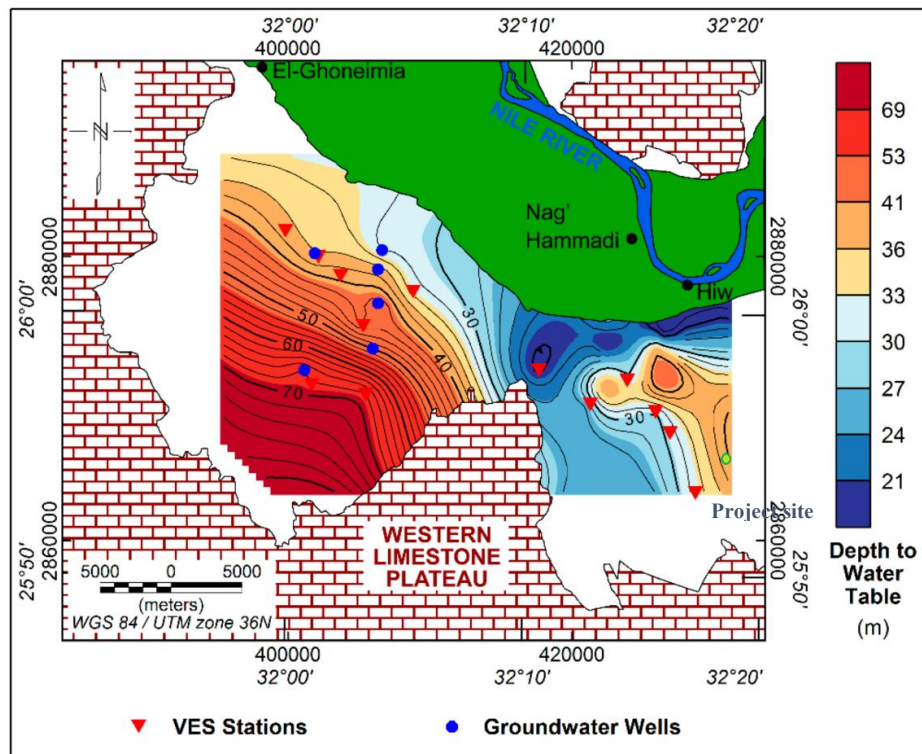 32°00' 32°10' 32°20'
400000 420000
El-Ghoneimia
NILE RIVER
N
Nag'
Hammadi
Hiw
2880000 2880000
26°00' 26°00'
50
60
70
40
30
30
Project site
WESTERN
LIMESTONE
PLATEAU
2860000 2860000
25°50' 25°50'
5000 0 5000
(meters)
WGS 84 / UTM zone 36N
400000 420000
32°00' 32°10' 32°20'
69
53
41
36
33
30
27
24
21
Depth to
Water
Table
(m)
VES Stations Groundwater Wells